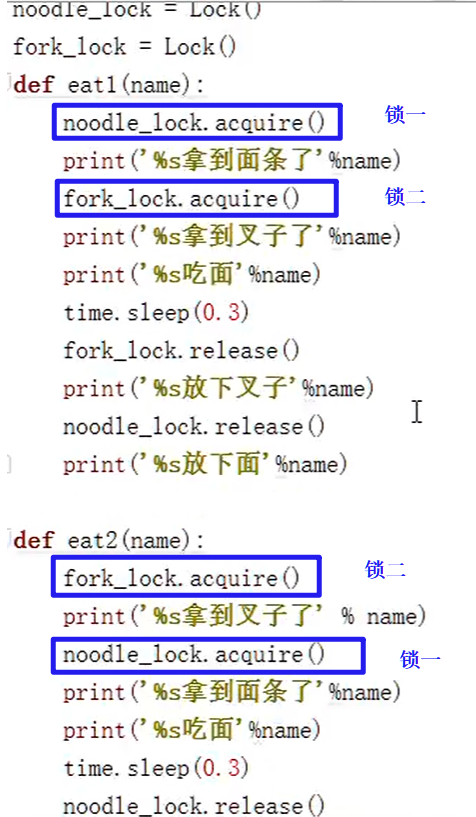 noodle_lock = Lock()
fork_lock = Lock()
def eat1(name):
noodle_lock.acquire() 锁一
print('%s拿到面条了'%name)
fork_lock.acquire() 锁二
print('%s拿到叉子了'%name)
print('%s吃面'%name)
time.sleep(0.3)
fork_lock.release()
print('%s放下叉子'%name)
noodle_lock.release()
print('%s放下面'%name)
def eat2(name):
fork_lock.acquire() 锁二
print('%s拿到叉子了' % name)
noodle_lock.acquire() 锁一
print('%s拿到面条了'%name)
print('%s吃面'%name)
time.sleep(0.3)
noodle_lock.release()